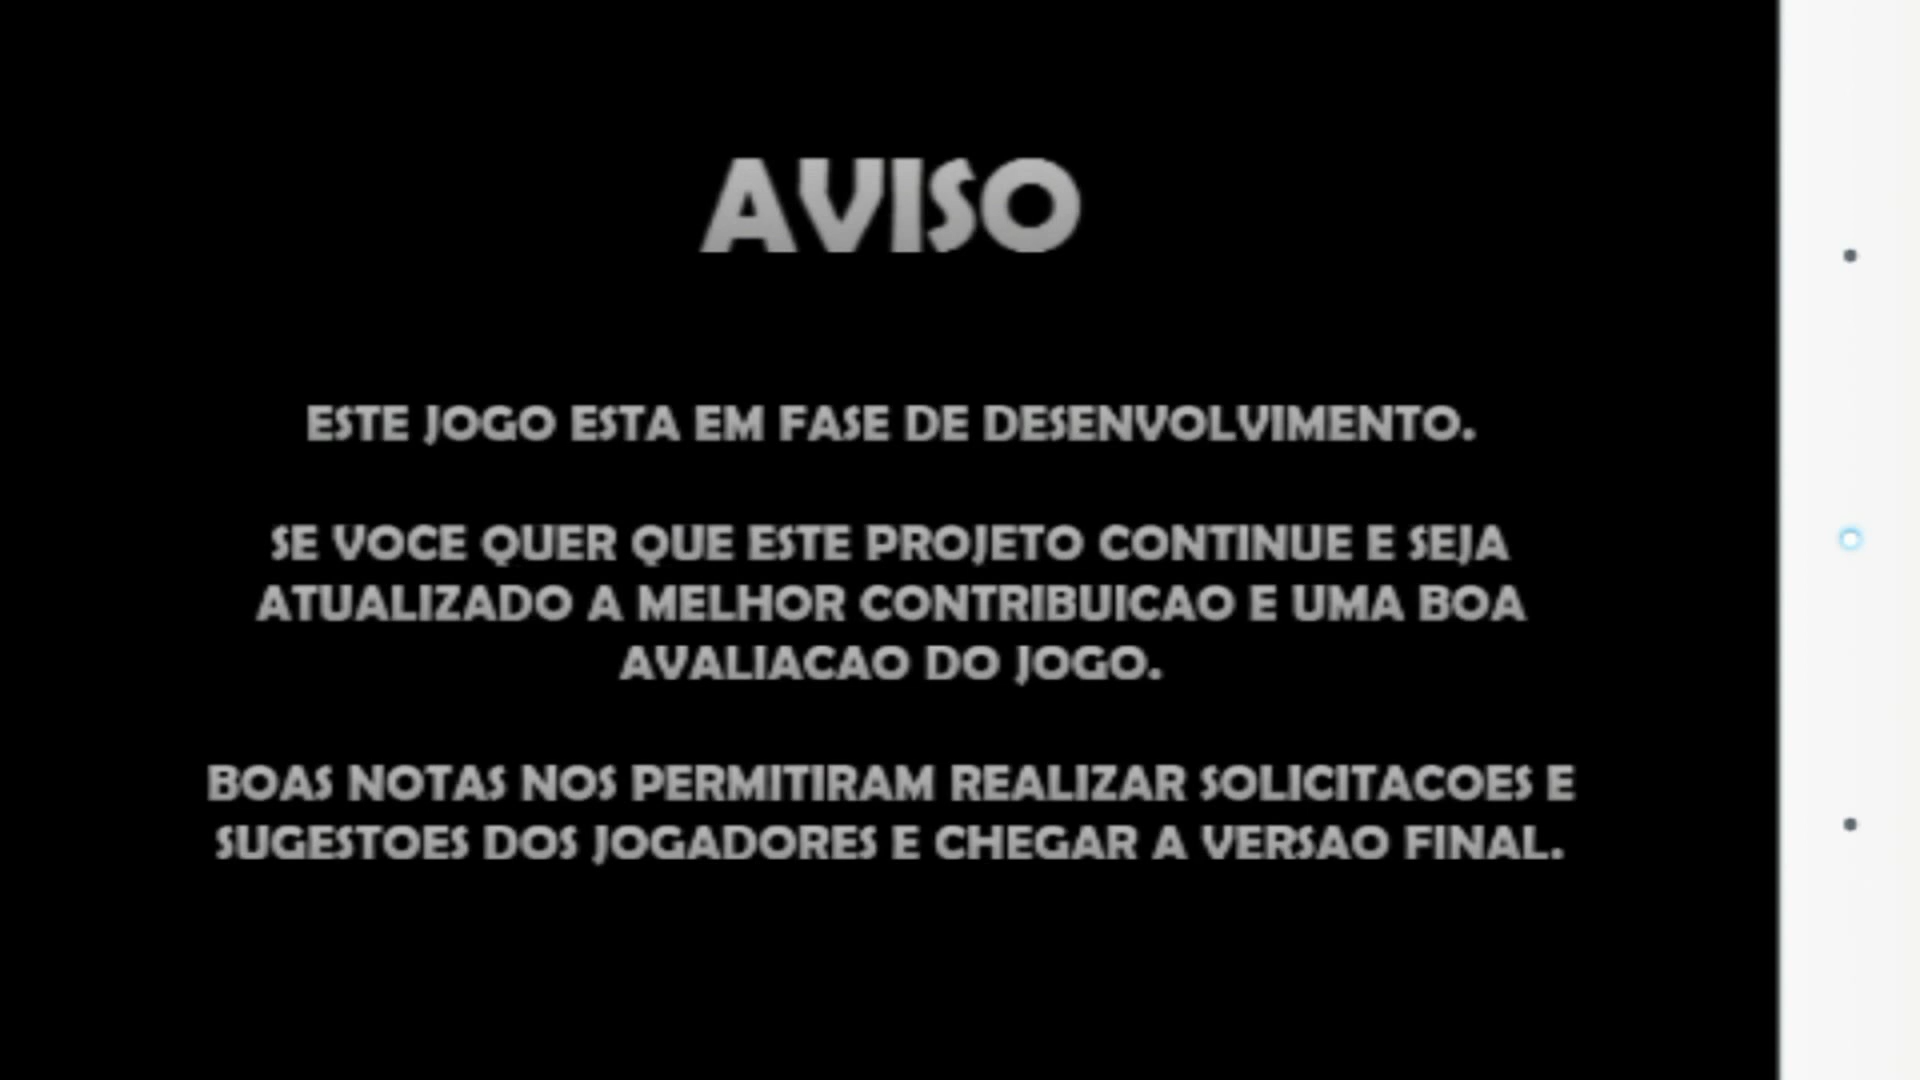 AVISO
ESTE JOGO ESTA EM FASE DE DESENVOLVIMENTO.
SE VOCE QUER QUE ESTE PROJETO CONTINUE E SEJA
ATUALIZADO A MELHOR CONTRIBUICAO E UMA BOA
AVALIACAO DO JOGO.
BOAS NOTAS NOS PERMITIRAM REALIZAR SOLICITACOES E
SUGESTOES DOS JOGADORES E CHEGAR A VERSAO FINAL.